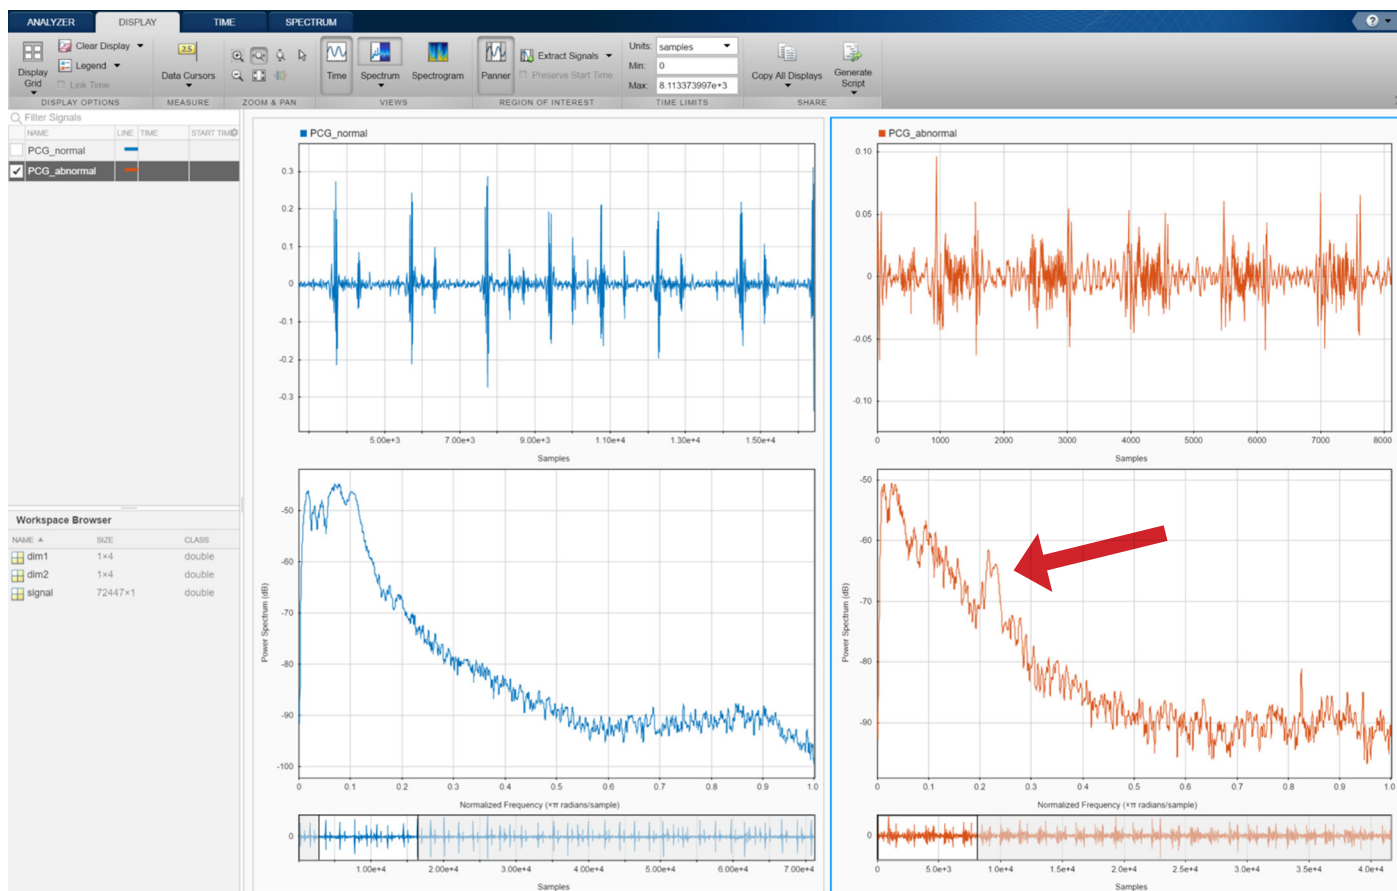 ANALYZER DISPLAY TIME SPECTRUM ?
Display Grid
Clear Display
Legend
Link Time
2.5
Data Cursors
Time
Spectrum
Spectrogram
Panner
Extract Signals
Preserve Start Time
Units: samples
Min: 0
Max: 8.113373997e+3
Copy All Displays
Generate Script
DISPLAY OPTIONS MEASURE ZOOM & PAN VIEWS REGION OF INTEREST TIME LIMITS SHARE
Filter Signals
NAME LINE TIME START TIME
PCG_normal
PCG_abnormal
Workspace Browser
NAME SIZE CLASS
dim1 1×4 double
dim2 1×4 double
signal 72447×1 double
PCG_normal
0.3
0.2
0.1
0
-0.1
-0.2
-0.3
5.00e+3 7.00e+3 9.00e+3 1.10e+4 1.30e+4 1.50e+4
Samples
Power Spectrum (dB)
-50
-60
-70
-80
-90
-100
0 0.1 0.2 0.3 0.4 0.5 0.6 0.7 0.8 0.9 1.0
Normalized Frequency (×π radians/sample)
0
1.00e+4 2.00e+4 3.00e+4 4.00e+4 5.00e+4 6.00e+4 7.00e+4
Samples
PCG_abnormal
0.10
0.05
0
-0.05
-0.10
0 1000 2000 3000 4000 5000 6000 7000 8000
Samples
Power Spectrum (dB)
-50
-60
-70
-80
-90
0 0.1 0.2 0.3 0.4 0.5 0.6 0.7 0.8 0.9 1.0
Normalized Frequency (×π radians/sample)
0
5.0e+3 1.0e+4 1.5e+4 2.0e+4 2.5e+4 3.0e+4 3.5e+4 4.0e+4
Samples